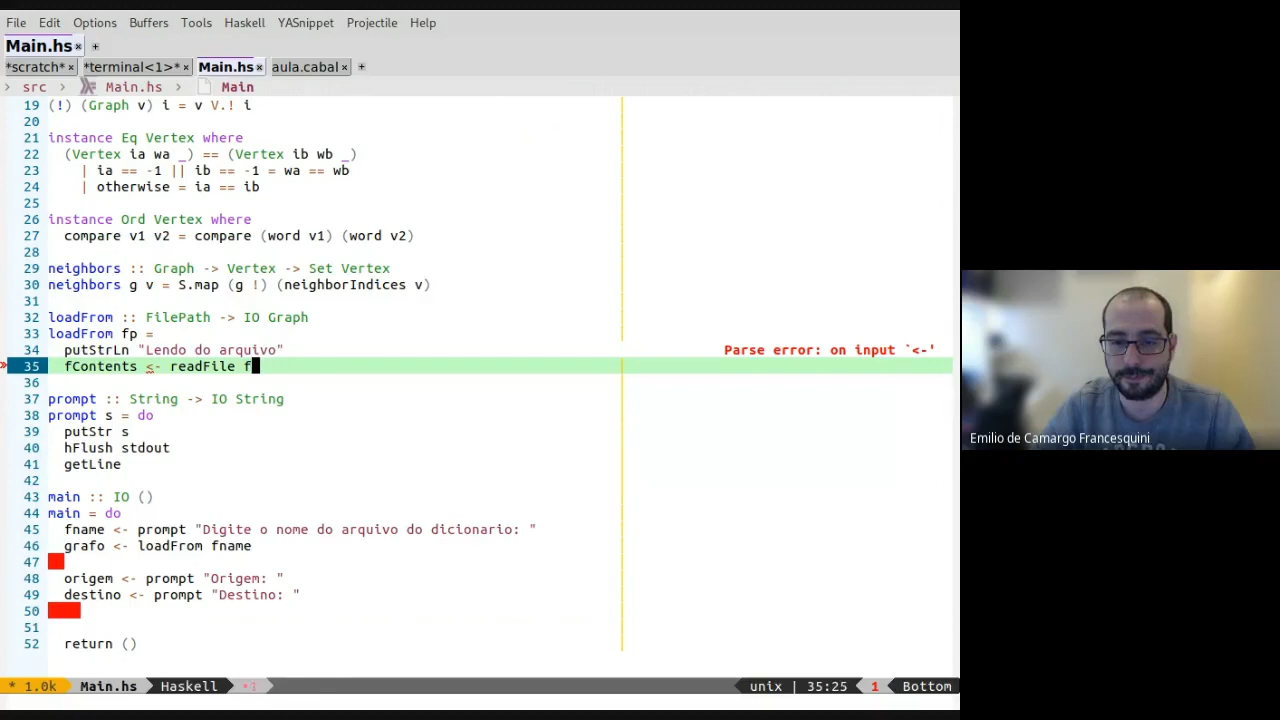 File Edit Options Buffers Tools Haskell YASnippet Projectile Help
Main.hs
*scratch* *terminal<1>* Main.hs aula.cabal
src Main.hs Main
19 (!) (Graph v) i = v V.! i
20
21 instance Eq Vertex where
22   (Vertex ia wa _) == (Vertex ib wb _)
23     | ia == -1 || ib == -1 = wa == wb
24     | otherwise = ia == ib
25
26 instance Ord Vertex where
27   compare v1 v2 = compare (word v1) (word v2)
28
29 neighbors :: Graph -> Vertex -> Set Vertex
30 neighbors g v = S.map (g !) (neighborIndices v)
31
32 loadFrom :: FilePath -> IO Graph
33 loadFrom fp =
34   putStrLn "Lendo do arquivo" Parse error: on input `<-'
35   fContents <- readFile f
36
37 prompt :: String -> IO String
38 prompt s = do
39   putStr s
40   hFlush stdout
41   getLine
42
43 main :: IO ()
44 main = do
45   fname <- prompt "Digite o nome do arquivo do dicionario: "
46   grafo <- loadFrom fname
47
48   origem <- prompt "Origem: "
49   destino <- prompt "Destino: "
50
51
52   return ()
* 1.0k Main.hs Haskell unix | 35:25 1 Bottom
Emilio de Camargo Francesquini